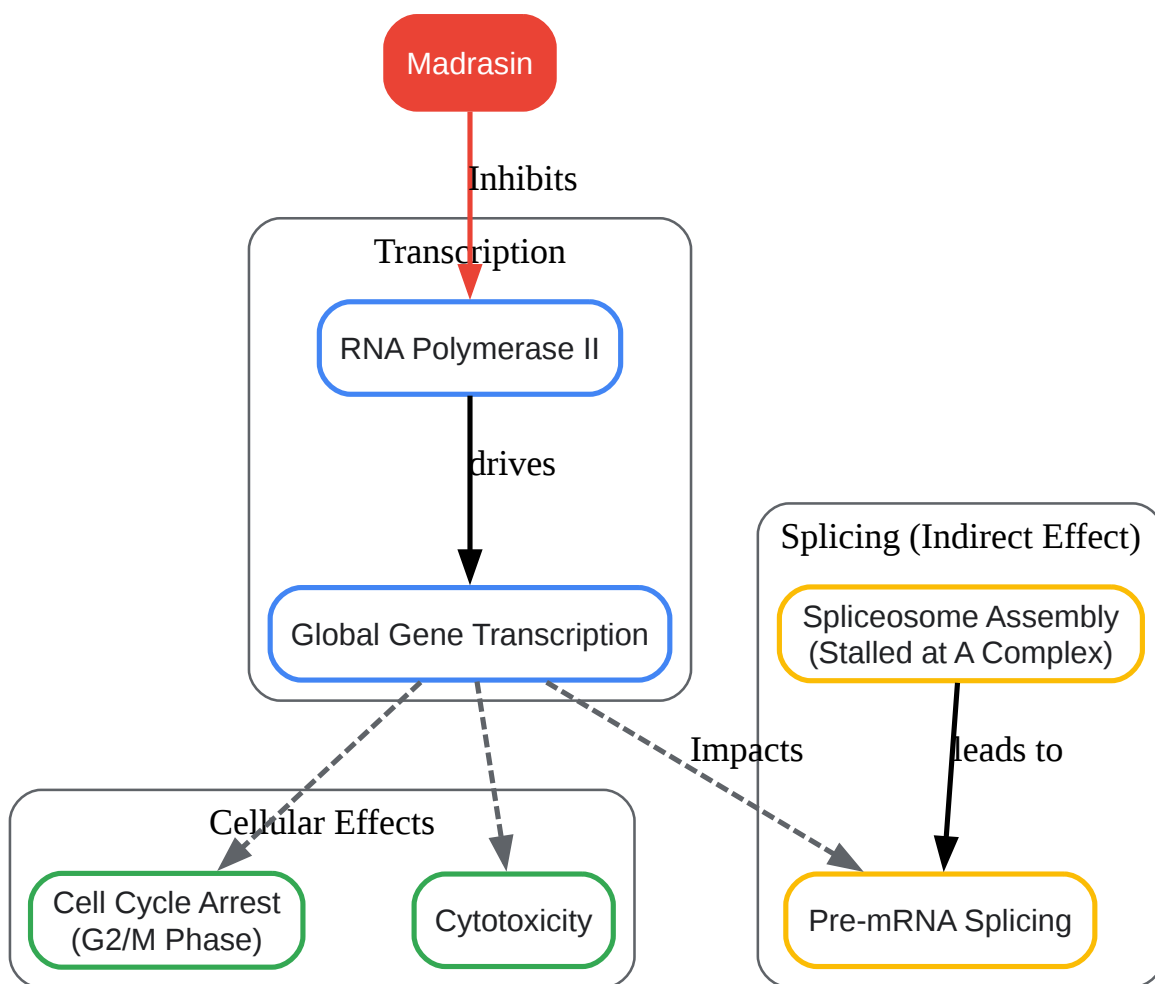 Madrasin
Inhibits
Transcription
RNA Polymerase II
drives
Global Gene Transcription
Splicing (Indirect Effect)
Spliceosome Assembly
(Stalled at A Complex)
Impacts
leads to
Cellular Effects
Cell Cycle Arrest
(G2/M Phase)
Cytotoxicity
Pre-mRNA Splicing